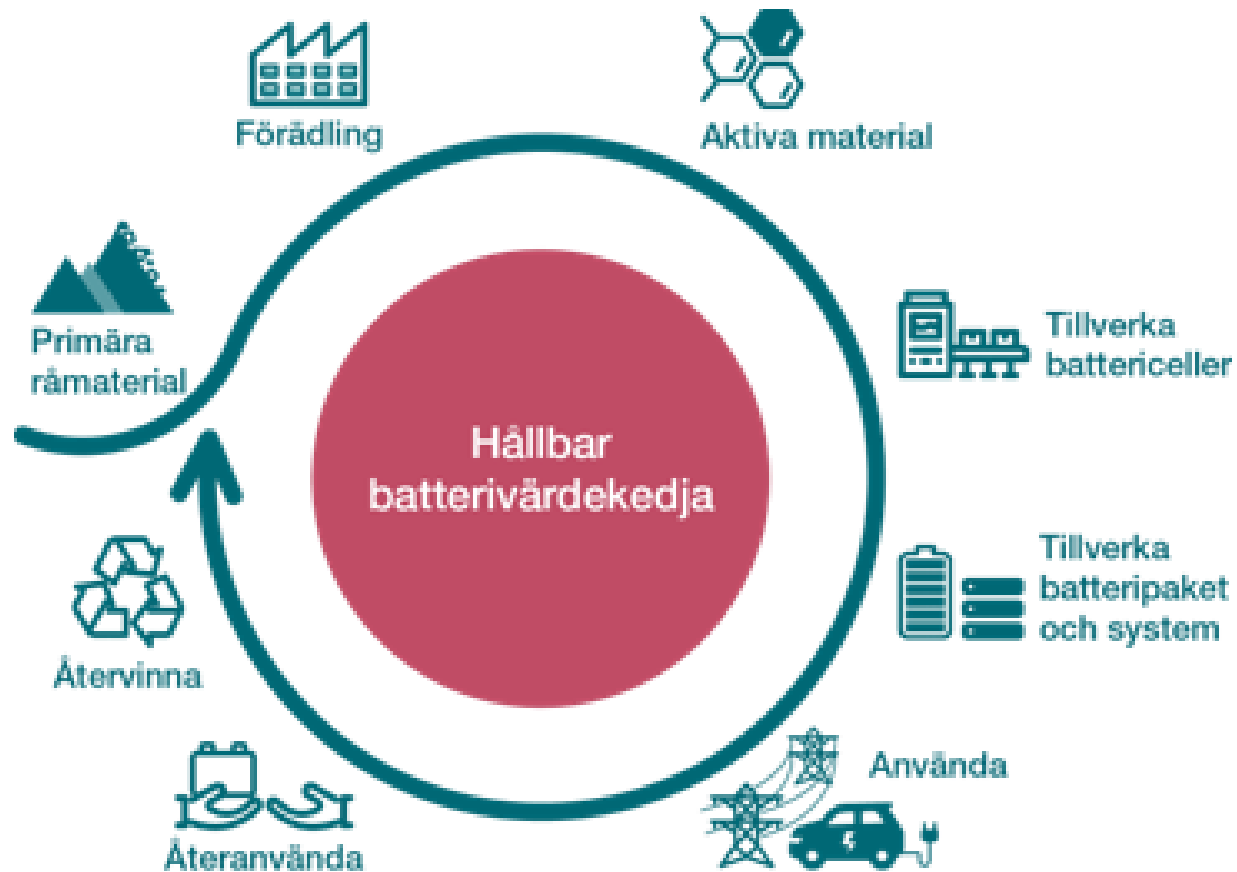 Förädling
Aktiva material
Primära
råmaterial
Tillverka
battericeller
Hållbar
batterivärdekedja
Tillverka
batteripaket
och system
Använda
Återvinna
Återanvända